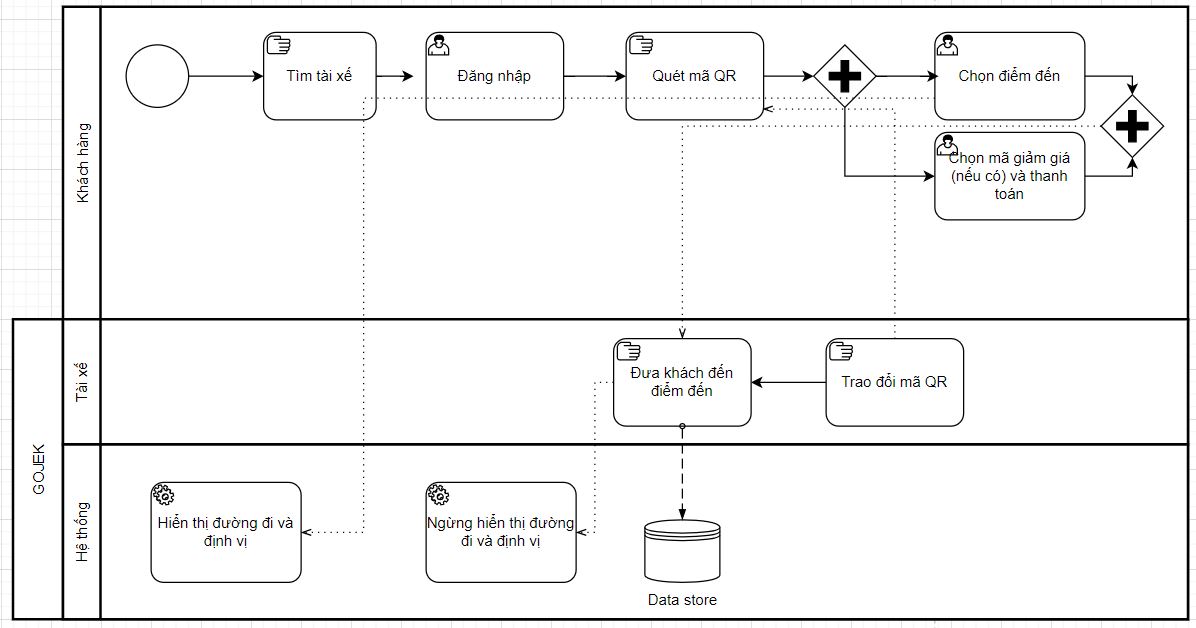 Khách hàng
Tìm tài xế
Đăng nhập
Quét mã QR
Chọn điểm đến
Chọn mã giảm giá
(nếu có) và thanh
toán
GOJEK
Tài xế
Đưa khách đến
điểm đến
Trao đổi mã QR
Hệ thống
Hiển thị đường đi và
định vị
Ngừng hiển thị đường
đi và định vị
Data store